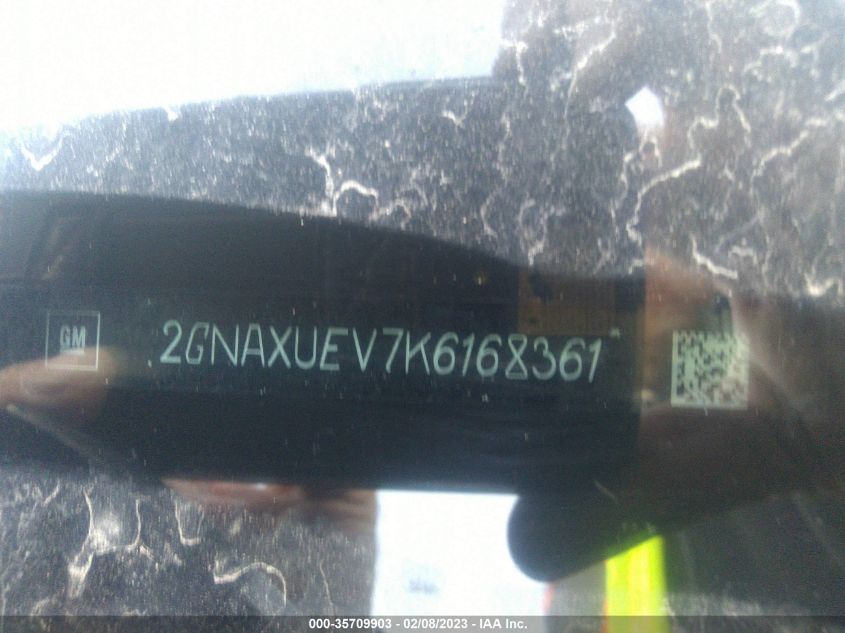 GM
2GNAXUEV7K6168361
000-35709903 - 02/08/2023 - IAA Inc.